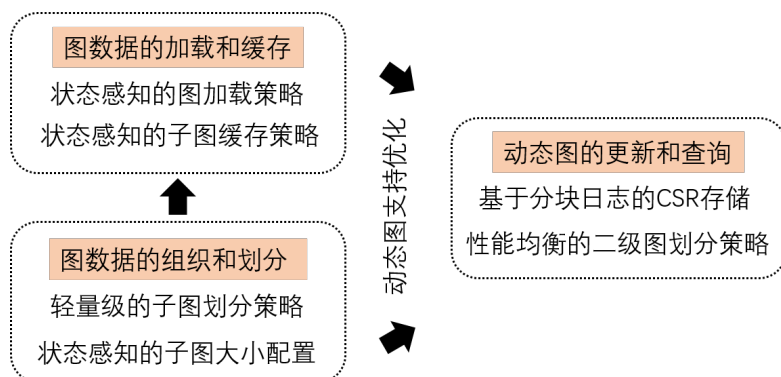 图数据的加载和缓存
状态感知的图加载策略
状态感知的子图缓存策略
图数据的组织和划分
轻量级的子图划分策略
状态感知的子图大小配置
动态图支持优化
动态图的更新和查询
基于分块日志的CSR存储
性能均衡的二级图划分策略